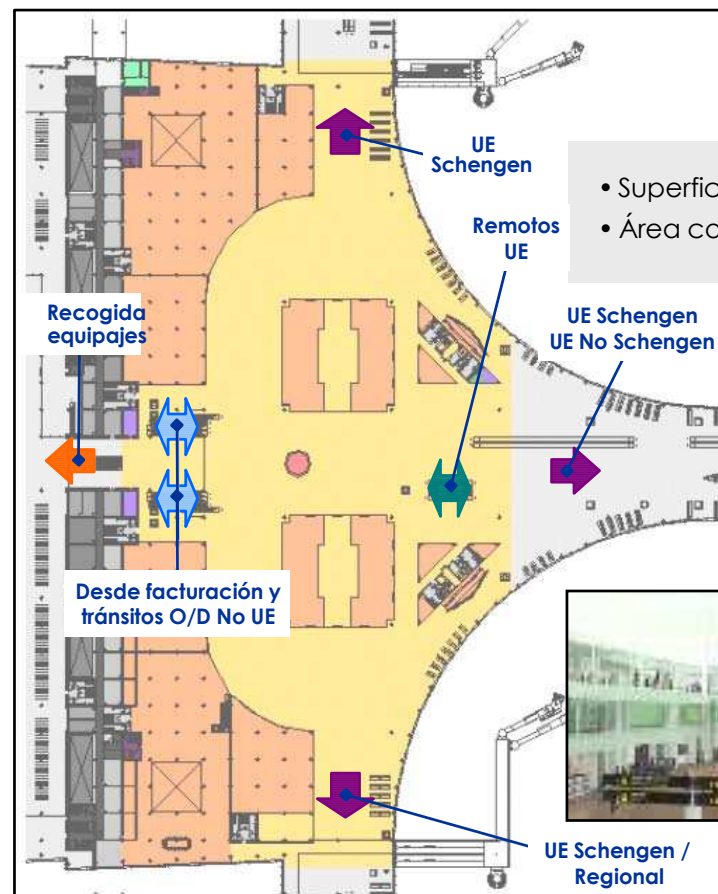 UE
Schengen
• Superfic
• Área co
Remotos
UE
Recogida
equipajes
UE Schengen
UE No Schengen
Desde facturación y
tránsitos O/D No UE
UE Schengen /
Regional